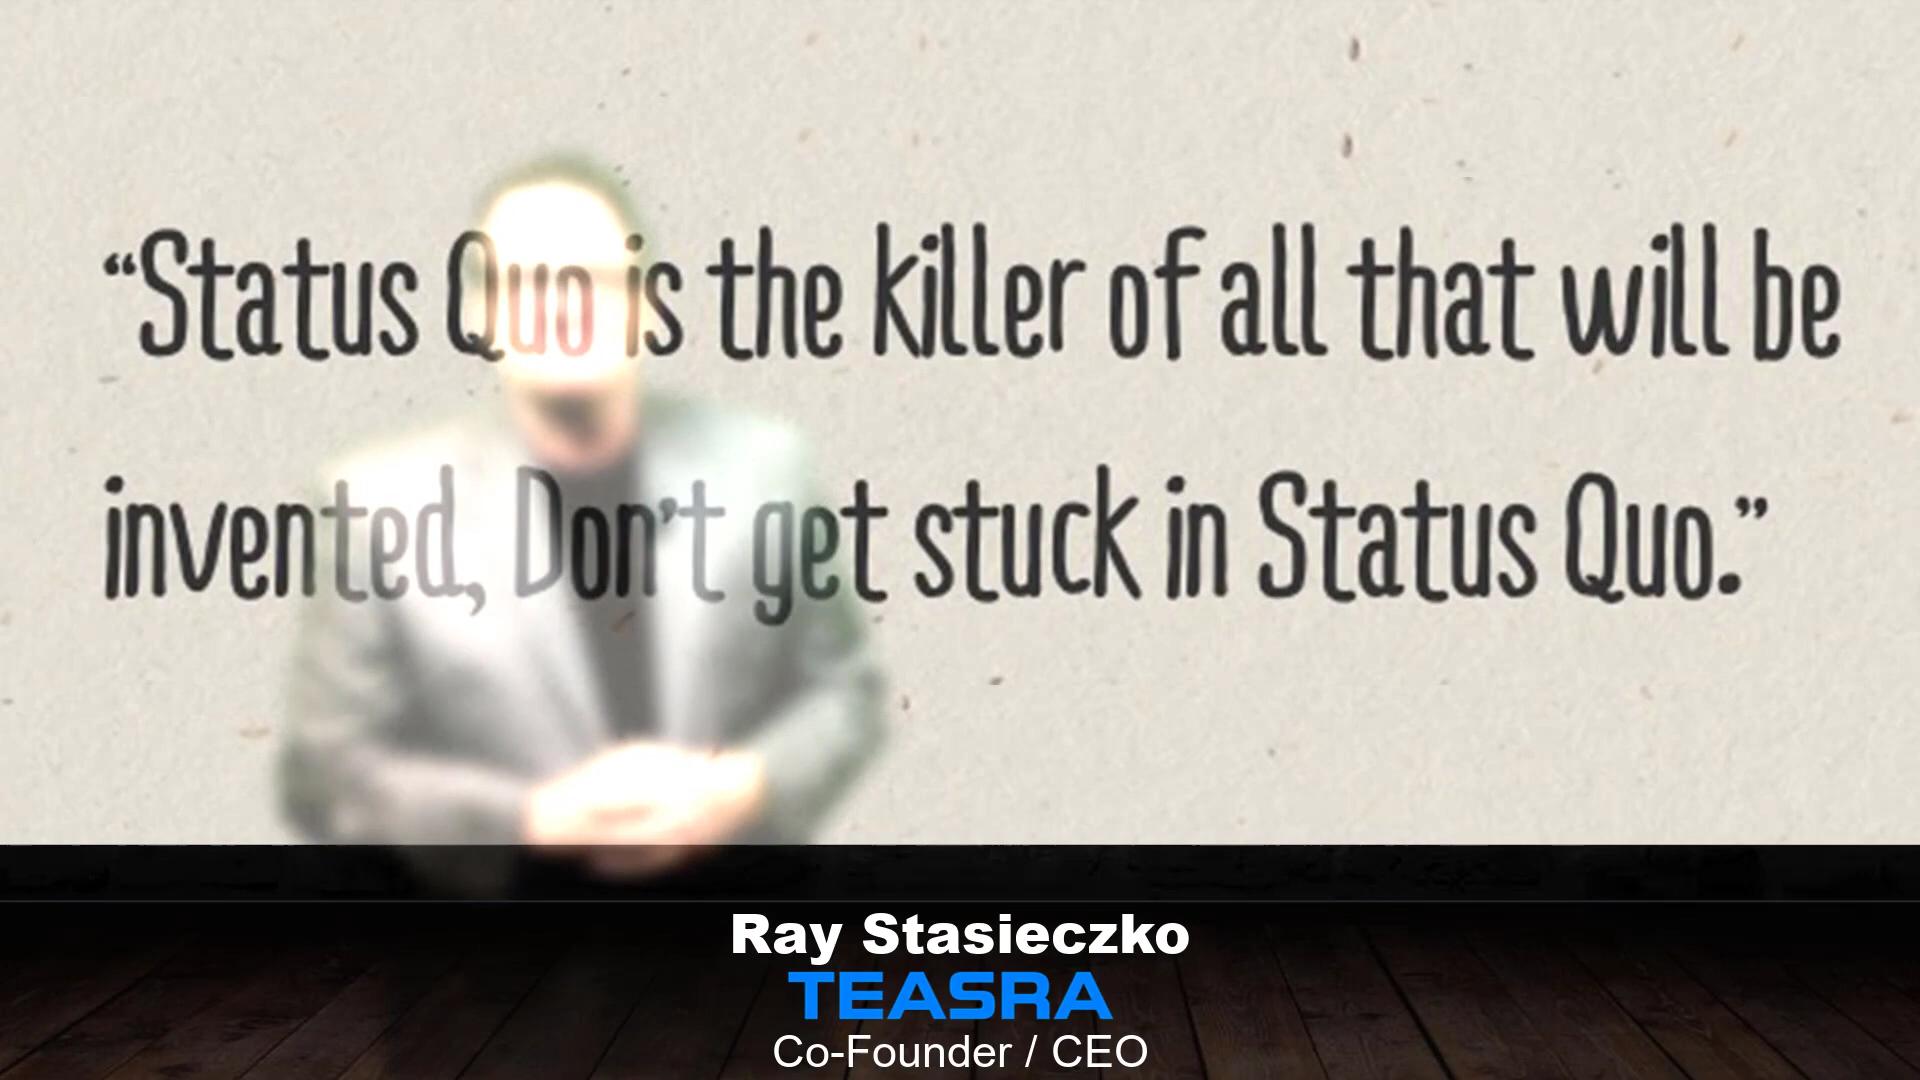 “Status Quo is the killer of all that will be
invented, Don't get stuck in Status Quo.”
Ray Stasieczko
TEASRA
Co-Founder / CEO